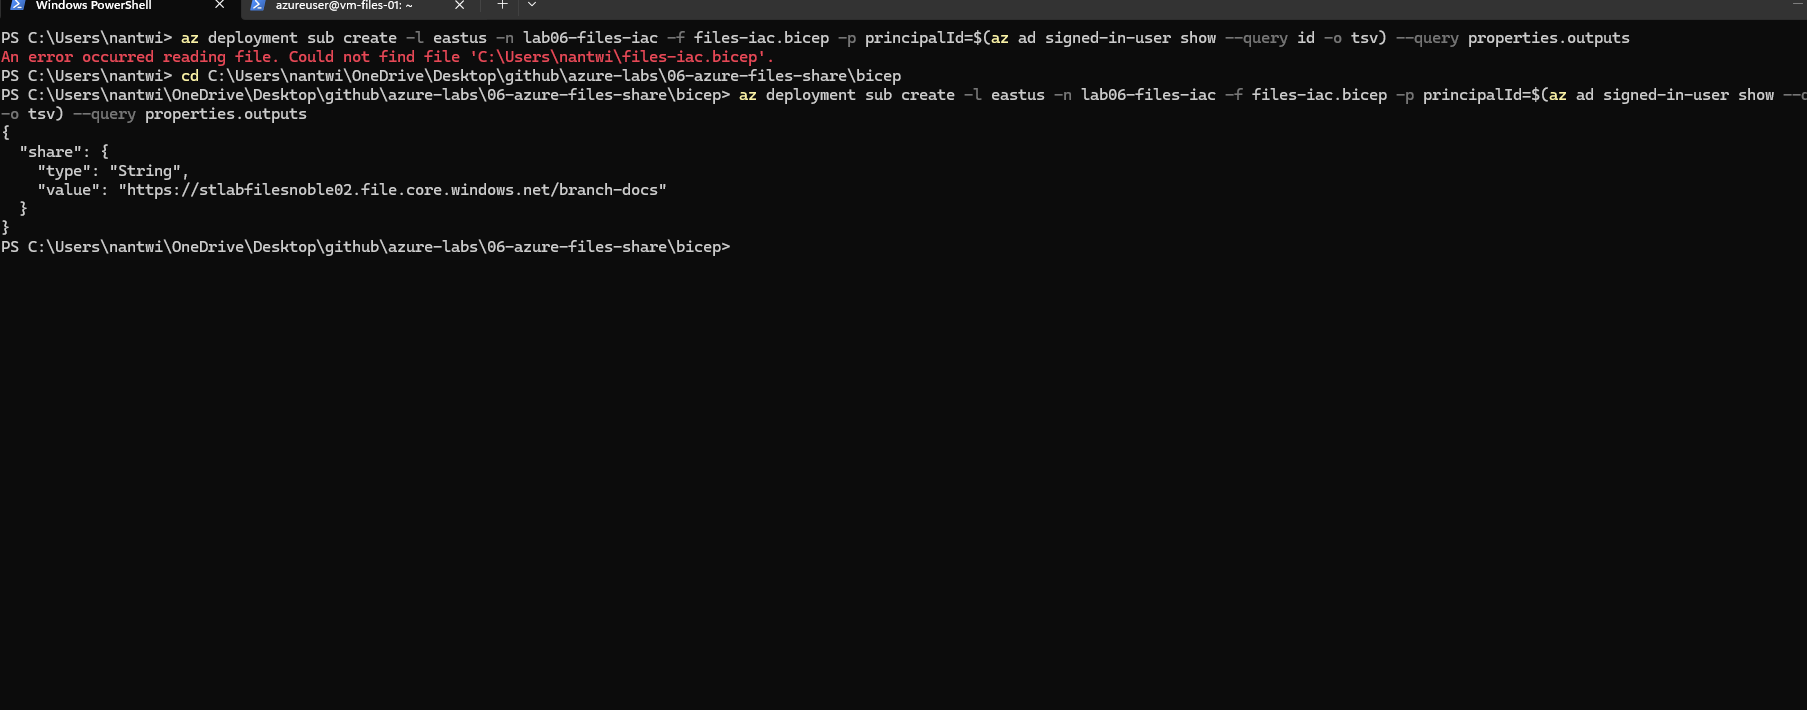 Windows PowerShell
azureuser@vm-files-01: ~
PS C:\Users\nantwi> az deployment sub create -l eastus -n lab06-files-iac -f files-iac.bicep -p principalId=$(az ad signed-in-user show --query id -o tsv) --query properties.outputs
An error occurred reading file. Could not find file 'C:\Users\nantwi\files-iac.bicep'.
PS C:\Users\nantwi> cd C:\Users\nantwi\OneDrive\Desktop\github\azure-labs\06-azure-files-share\bicep
PS C:\Users\nantwi\OneDrive\Desktop\github\azure-labs\06-azure-files-share\bicep> az deployment sub create -l eastus -n lab06-files-iac -f files-iac.bicep -p principalId=$(az ad signed-in-user show
-o tsv) --query properties.outputs
{
  "share": {
    "type": "String",
    "value": "https://stlabfilesnoble02.file.core.windows.net/branch-docs"
  }
}
PS C:\Users\nantwi\OneDrive\Desktop\github\azure-labs\06-azure-files-share\bicep>